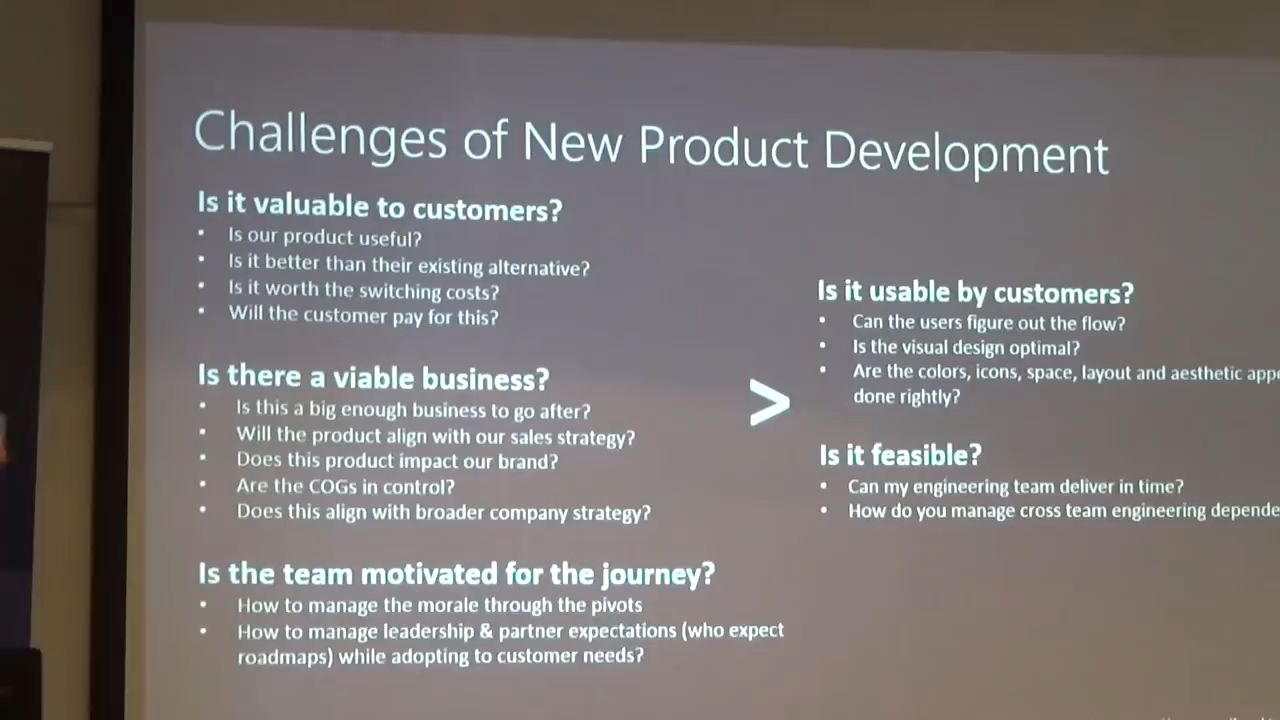 Challenges of New Product Development
Is it valuable to customers?
• Is our product useful?
• Is it better than their existing alternative?
• Is it worth the switching costs?
• Will the customer pay for this?
Is there a viable business?
• Is this a big enough business to go after?
• Will the product align with our sales strategy?
• Does this product impact our brand?
• Are the COGs in control?
• Does this align with broader company strategy?
Is the team motivated for the journey?
• How to manage the morale through the pivots
• How to manage leadership & partner expectations (who expect
roadmaps) while adopting to customer needs?
>
Is it usable by customers?
• Can the users figure out the flow?
• Is the visual design optimal?
• Are the colors, icons, space, layout and aesthetic
done rightly?
Is it feasible?
• Can my engineering team deliver in time?
• How do you manage cross team engineering